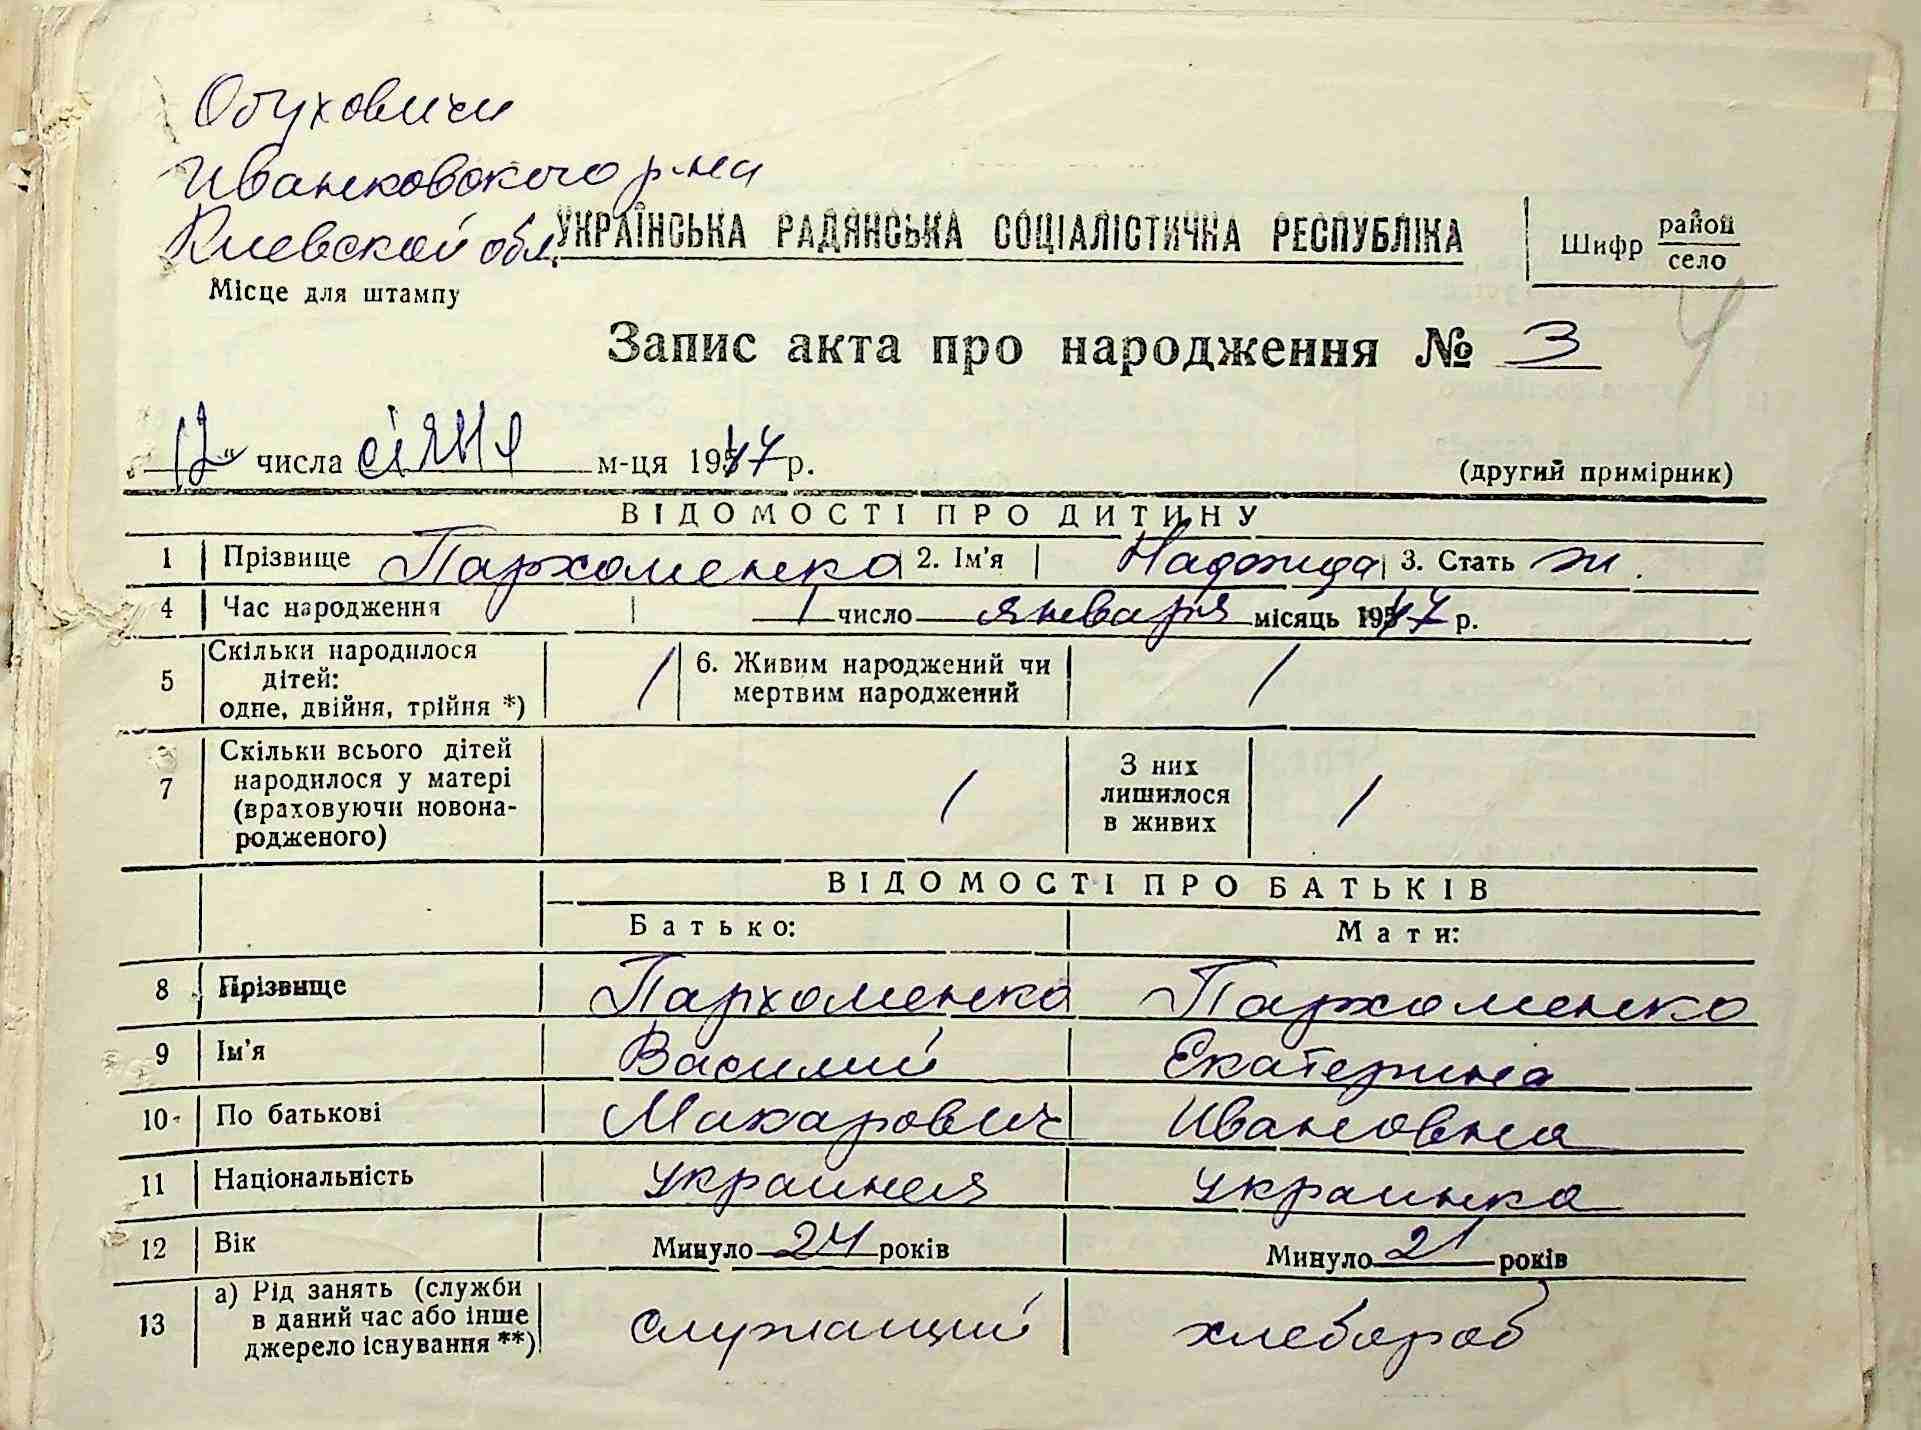 Обуховичи
Иванковского р-на
Киевской обл.
УКРАЇНСЬКА РАДЯНСЬКА СОЦІАЛІСТИЧНА РЕСПУБЛІКА
Шифр район
село
Місце для штампу
Запис акта про народження № 3
12 " числа січня м-ця 1947 р.
(другий примірник)
ВІДОМОСТІ ПРО ДИТИНУ
1 Прізвище Пархоменко 2. Ім'я Надежда 3. Стать ж.
4 Час народження 1 число января місяць 1947 р.
5 Скільки народилося дітей: одне, двійня, трійня *) 1 6. Живим народжений чи мертвим народжений 1
7 Скільки всього дітей народилося у матері (враховуючи новонародженого) 1 З них лишилося в живих 1
ВІДОМОСТІ ПРО БАТЬКІВ
Батько: Мати:
8 Прізвище Пархоменко Пархоменко
9 Ім'я Василий Екатерина
10 По батькові Макарович Ивановна
11 Національність украинец украинка
12 Вік Минуло 24 років Минуло 21 років
13 а) Рід занять (служби в даний час або інше джерело існування **) служащий хлебороб